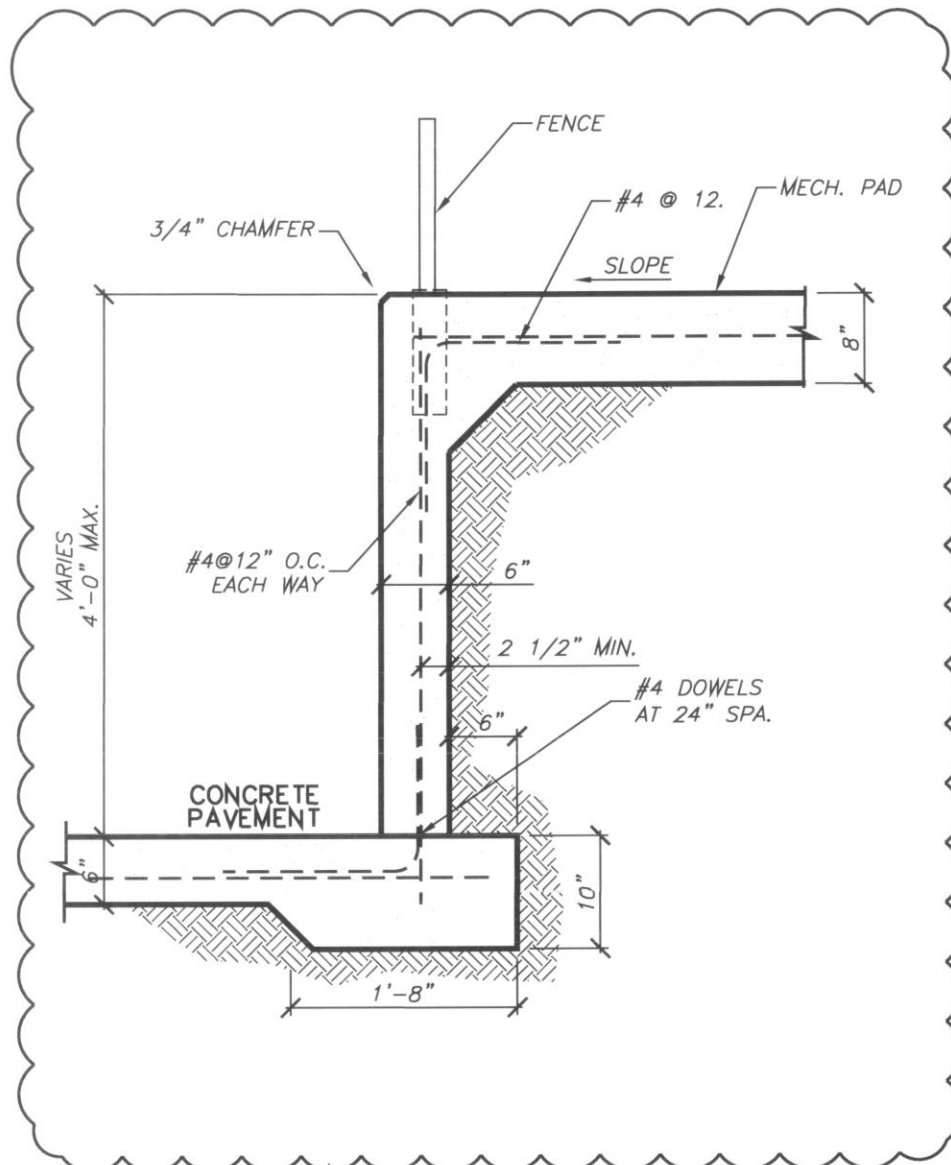 FENCE
#4 @ 12.
MECH. PAD
3/4" CHAMFER
SLOPE
8"
VARIES
4'-0" MAX.
#4@12" O.C.
EACH WAY
6"
2 1/2" MIN.
#4 DOWELS
AT 24" SPA.
6"
CONCRETE
PAVEMENT
6"
10"
1'-8"